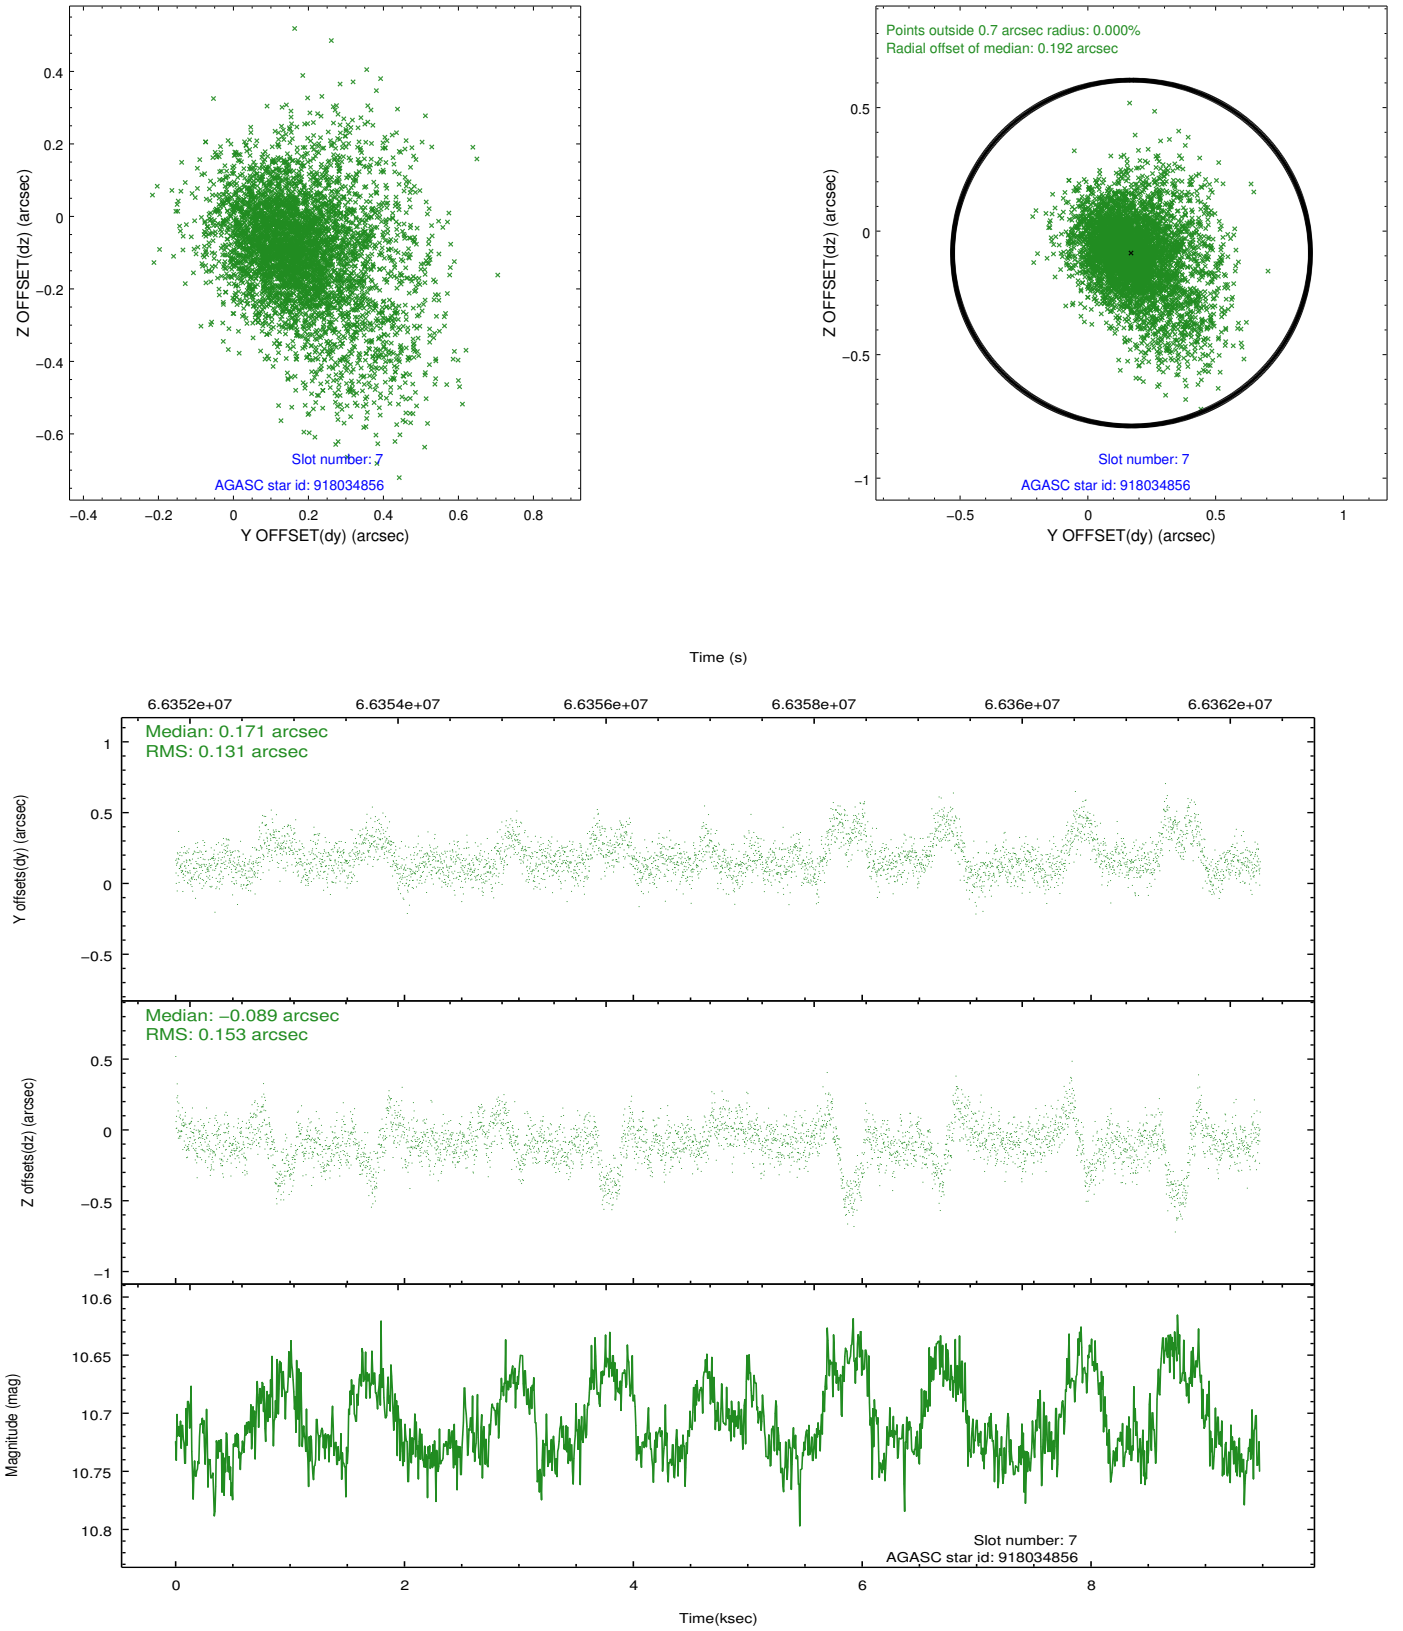 0.4
0.2
0
−0.2
−0.4
−0.6
Z OFFSET(dz) (arcsec)
Slot number: 7
AGASC star id: 918034856
−0.4 −0.2 0 0.2 0.4 0.6 0.8
Y OFFSET(dy) (arcsec)
Points outside 0.7 arcsec radius: 0.000%
Radial offset of median: 0.192 arcsec
0.5
0
−0.5
−1
Z OFFSET(dz) (arcsec)
Slot number: 7
AGASC star id: 918034856
−0.5 0 0.5 1
Y OFFSET(dy) (arcsec)
Time (s)
6.6352e+07 6.6354e+07 6.6356e+07 6.6358e+07 6.636e+07 6.6362e+07
Median: 0.171 arcsec
RMS: 0.131 arcsec
1
0.5
0
−0.5
Y offsets(dy) (arcsec)
Median: −0.089 arcsec
RMS: 0.153 arcsec
0.5
0
−0.5
−1
Z offsets(dz) (arcsec)
10.6
10.65
10.7
10.75
10.8
Magnitude (mag)
Slot number: 7
AGASC star id: 918034856
0 2 4 6 8
Time(ksec)